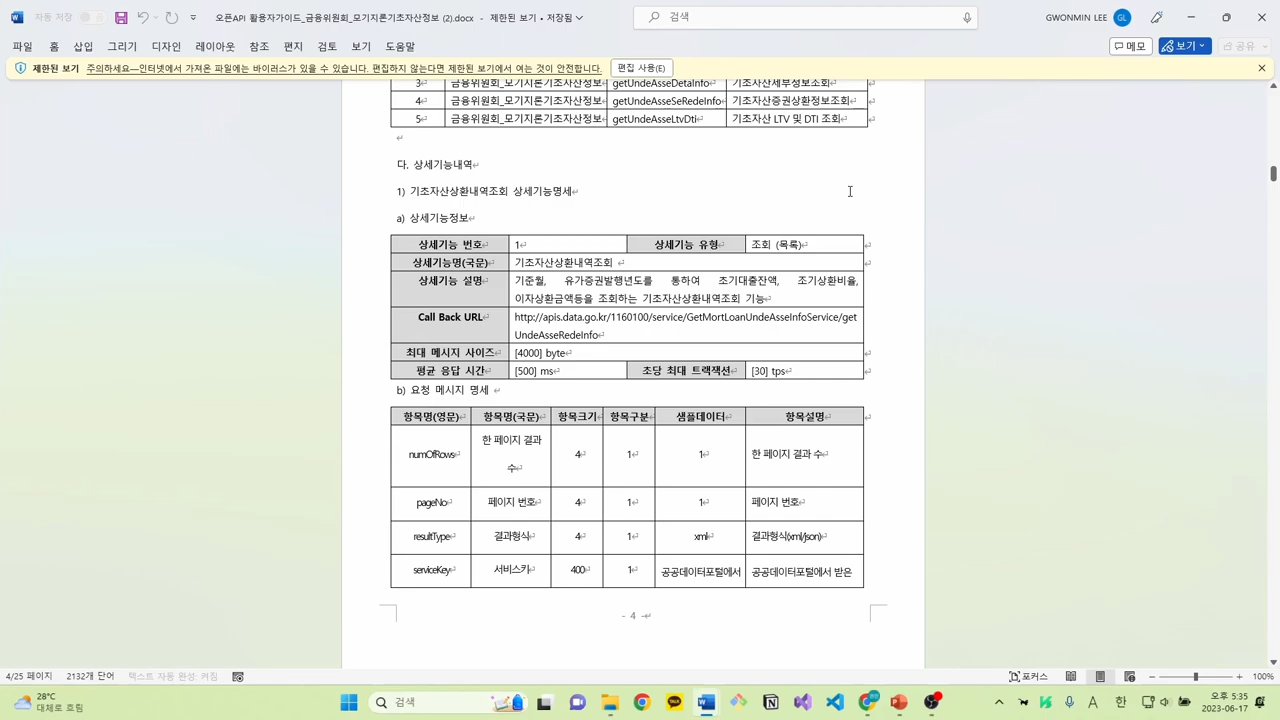 자동 저장
오픈API 활용자가이드_금융위원회_모기지론기초자산정보 (2).docx - 제한된 보기 • 저장됨
검색
GWONMIN LEE
GL
파일 홈 삽입 그리기 디자인 레이아웃 참조 편지 검토 보기 도움말
메모 보기 공유
제한된 보기 주의하세요—인터넷에서 가져온 파일에는 바이러스가 있을 수 있습니다. 편집하지 않는다면 제한된 보기에서 여는 것이 안전합니다. 편집 사용(E)
3 금융위원회_모기지론기초자산정보 getUndeAsseDetaInfo 기초자산세부정보조회
4 금융위원회_모기지론기초자산정보 getUndeAsseSeRedeInfo 기초자산증권상환정보조회
5 금융위원회_모기지론기초자산정보 getUndeAsseLtvDti 기초자산 LTV 및 DTI 조회
다. 상세기능내역
1) 기초자산상환내역조회 상세기능명세
a) 상세기능정보
상세기능 번호 1 상세기능 유형 조회 (목록)
상세기능명(국문) 기초자산상환내역조회
상세기능 설명 기준월, 유가증권발행년도를 통하여 초기대출잔액, 조기상환비율,
이자상환금액등을 조회하는 기초자산상환내역조회 기능
Call Back URL http://apis.data.go.kr/1160100/service/GetMortLoanUndeAsseInfoService/get
UndeAsseRedeInfo
최대 메시지 사이즈 [4000] byte
평균 응답 시간 [500] ms 초당 최대 트랙잭션 [30] tps
b) 요청 메시지 명세
항목명(영문) 항목명(국문) 항목크기 항목구분 샘플데이터 항목설명
numOfRows 한 페이지 결과 수 4 1 1 한 페이지 결과 수
pageNo 페이지 번호 4 1 1 페이지 번호
resultType 결과형식 4 1 xml 결과형식(xml/json)
serviceKey 서비스키 400 1 공공데이터포털에서 공공데이터포털에서 받은
- 4 -
4/25 페이지 2132개 단어 텍스트 자동 완성: 켜짐
포커스 100%
28°C
대체로 흐림
검색
A 한
오후 5:35
2023-06-17